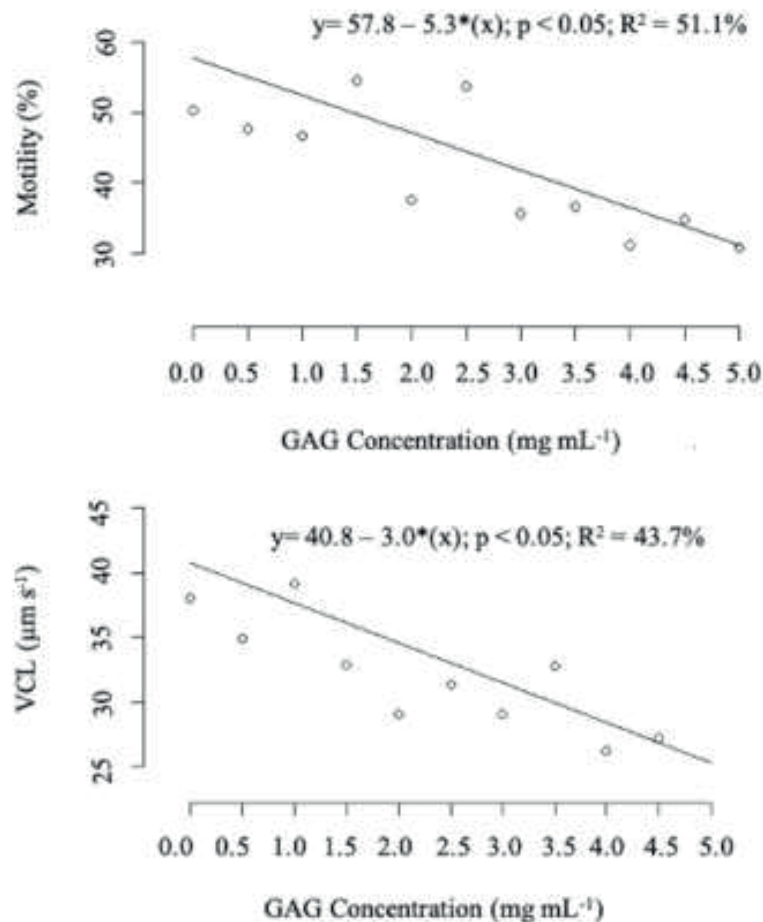 y= 57.8 – 5.3*(x); p < 0.05; R² = 51.1%
60
50
40
30
Motility (%)
0.0 0.5 1.0 1.5 2.0 2.5 3.0 3.5 4.0 4.5 5.0
GAG Concentration (mg mL⁻¹)
y= 40.8 – 3.0*(x); p < 0.05; R² = 43.7%
45
40
35
30
25
VCL (µm s⁻¹)
0.0 0.5 1.0 1.5 2.0 2.5 3.0 3.5 4.0 4.5 5.0
GAG Concentration (mg mL⁻¹)